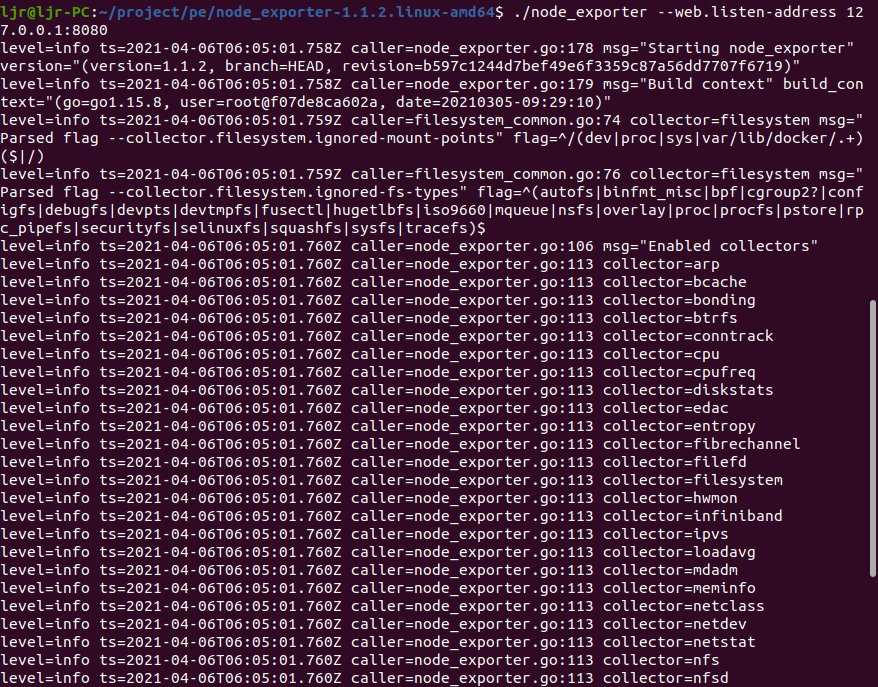 ljr@ljr-PC:~/project/pe/node_exporter-1.1.2.linux-amd64$ ./node_exporter --web.listen-address 12
7.0.0.1:8080
level=info ts=2021-04-06T06:05:01.758Z caller=node_exporter.go:178 msg="Starting node_exporter"
version="(version=1.1.2, branch=HEAD, revision=b597c1244d7bef49e6f3359c87a56dd7707f6719)"
level=info ts=2021-04-06T06:05:01.758Z caller=node_exporter.go:179 msg="Build context" build_con
text="(go=go1.15.8, user=root@f07de8ca602a, date=20210305-09:29:10)"
level=info ts=2021-04-06T06:05:01.759Z caller=filesystem_common.go:74 collector=filesystem msg="
Parsed flag --collector.filesystem.ignored-mount-points" flag=^/(dev|proc|sys|var/lib/docker/.+)
($|/)
level=info ts=2021-04-06T06:05:01.759Z caller=filesystem_common.go:76 collector=filesystem msg="
Parsed flag --collector.filesystem.ignored-fs-types" flag=^(autofs|binfmt_misc|bpf|cgroup2?|conf
igfs|debugfs|devpts|devtmpfs|fusectl|hugetlbfs|iso9660|mqueue|nsfs|overlay|proc|procfs|pstore|rp
c_pipefs|securityfs|selinuxfs|squashfs|sysfs|tracefs)$
level=info ts=2021-04-06T06:05:01.760Z caller=node_exporter.go:106 msg="Enabled collectors"
level=info ts=2021-04-06T06:05:01.760Z caller=node_exporter.go:113 collector=arp
level=info ts=2021-04-06T06:05:01.760Z caller=node_exporter.go:113 collector=bcache
level=info ts=2021-04-06T06:05:01.760Z caller=node_exporter.go:113 collector=bonding
level=info ts=2021-04-06T06:05:01.760Z caller=node_exporter.go:113 collector=btrfs
level=info ts=2021-04-06T06:05:01.760Z caller=node_exporter.go:113 collector=conntrack
level=info ts=2021-04-06T06:05:01.760Z caller=node_exporter.go:113 collector=cpu
level=info ts=2021-04-06T06:05:01.760Z caller=node_exporter.go:113 collector=cpufreq
level=info ts=2021-04-06T06:05:01.760Z caller=node_exporter.go:113 collector=diskstats
level=info ts=2021-04-06T06:05:01.760Z caller=node_exporter.go:113 collector=edac
level=info ts=2021-04-06T06:05:01.760Z caller=node_exporter.go:113 collector=entropy
level=info ts=2021-04-06T06:05:01.760Z caller=node_exporter.go:113 collector=fibrechannel
level=info ts=2021-04-06T06:05:01.760Z caller=node_exporter.go:113 collector=filefd
level=info ts=2021-04-06T06:05:01.760Z caller=node_exporter.go:113 collector=filesystem
level=info ts=2021-04-06T06:05:01.760Z caller=node_exporter.go:113 collector=hwmon
level=info ts=2021-04-06T06:05:01.760Z caller=node_exporter.go:113 collector=infiniband
level=info ts=2021-04-06T06:05:01.760Z caller=node_exporter.go:113 collector=ipvs
level=info ts=2021-04-06T06:05:01.760Z caller=node_exporter.go:113 collector=loadavg
level=info ts=2021-04-06T06:05:01.760Z caller=node_exporter.go:113 collector=mdadm
level=info ts=2021-04-06T06:05:01.760Z caller=node_exporter.go:113 collector=meminfo
level=info ts=2021-04-06T06:05:01.760Z caller=node_exporter.go:113 collector=netclass
level=info ts=2021-04-06T06:05:01.760Z caller=node_exporter.go:113 collector=netdev
level=info ts=2021-04-06T06:05:01.760Z caller=node_exporter.go:113 collector=netstat
level=info ts=2021-04-06T06:05:01.760Z caller=node_exporter.go:113 collector=nfs
level=info ts=2021-04-06T06:05:01.760Z caller=node_exporter.go:113 collector=nfsd